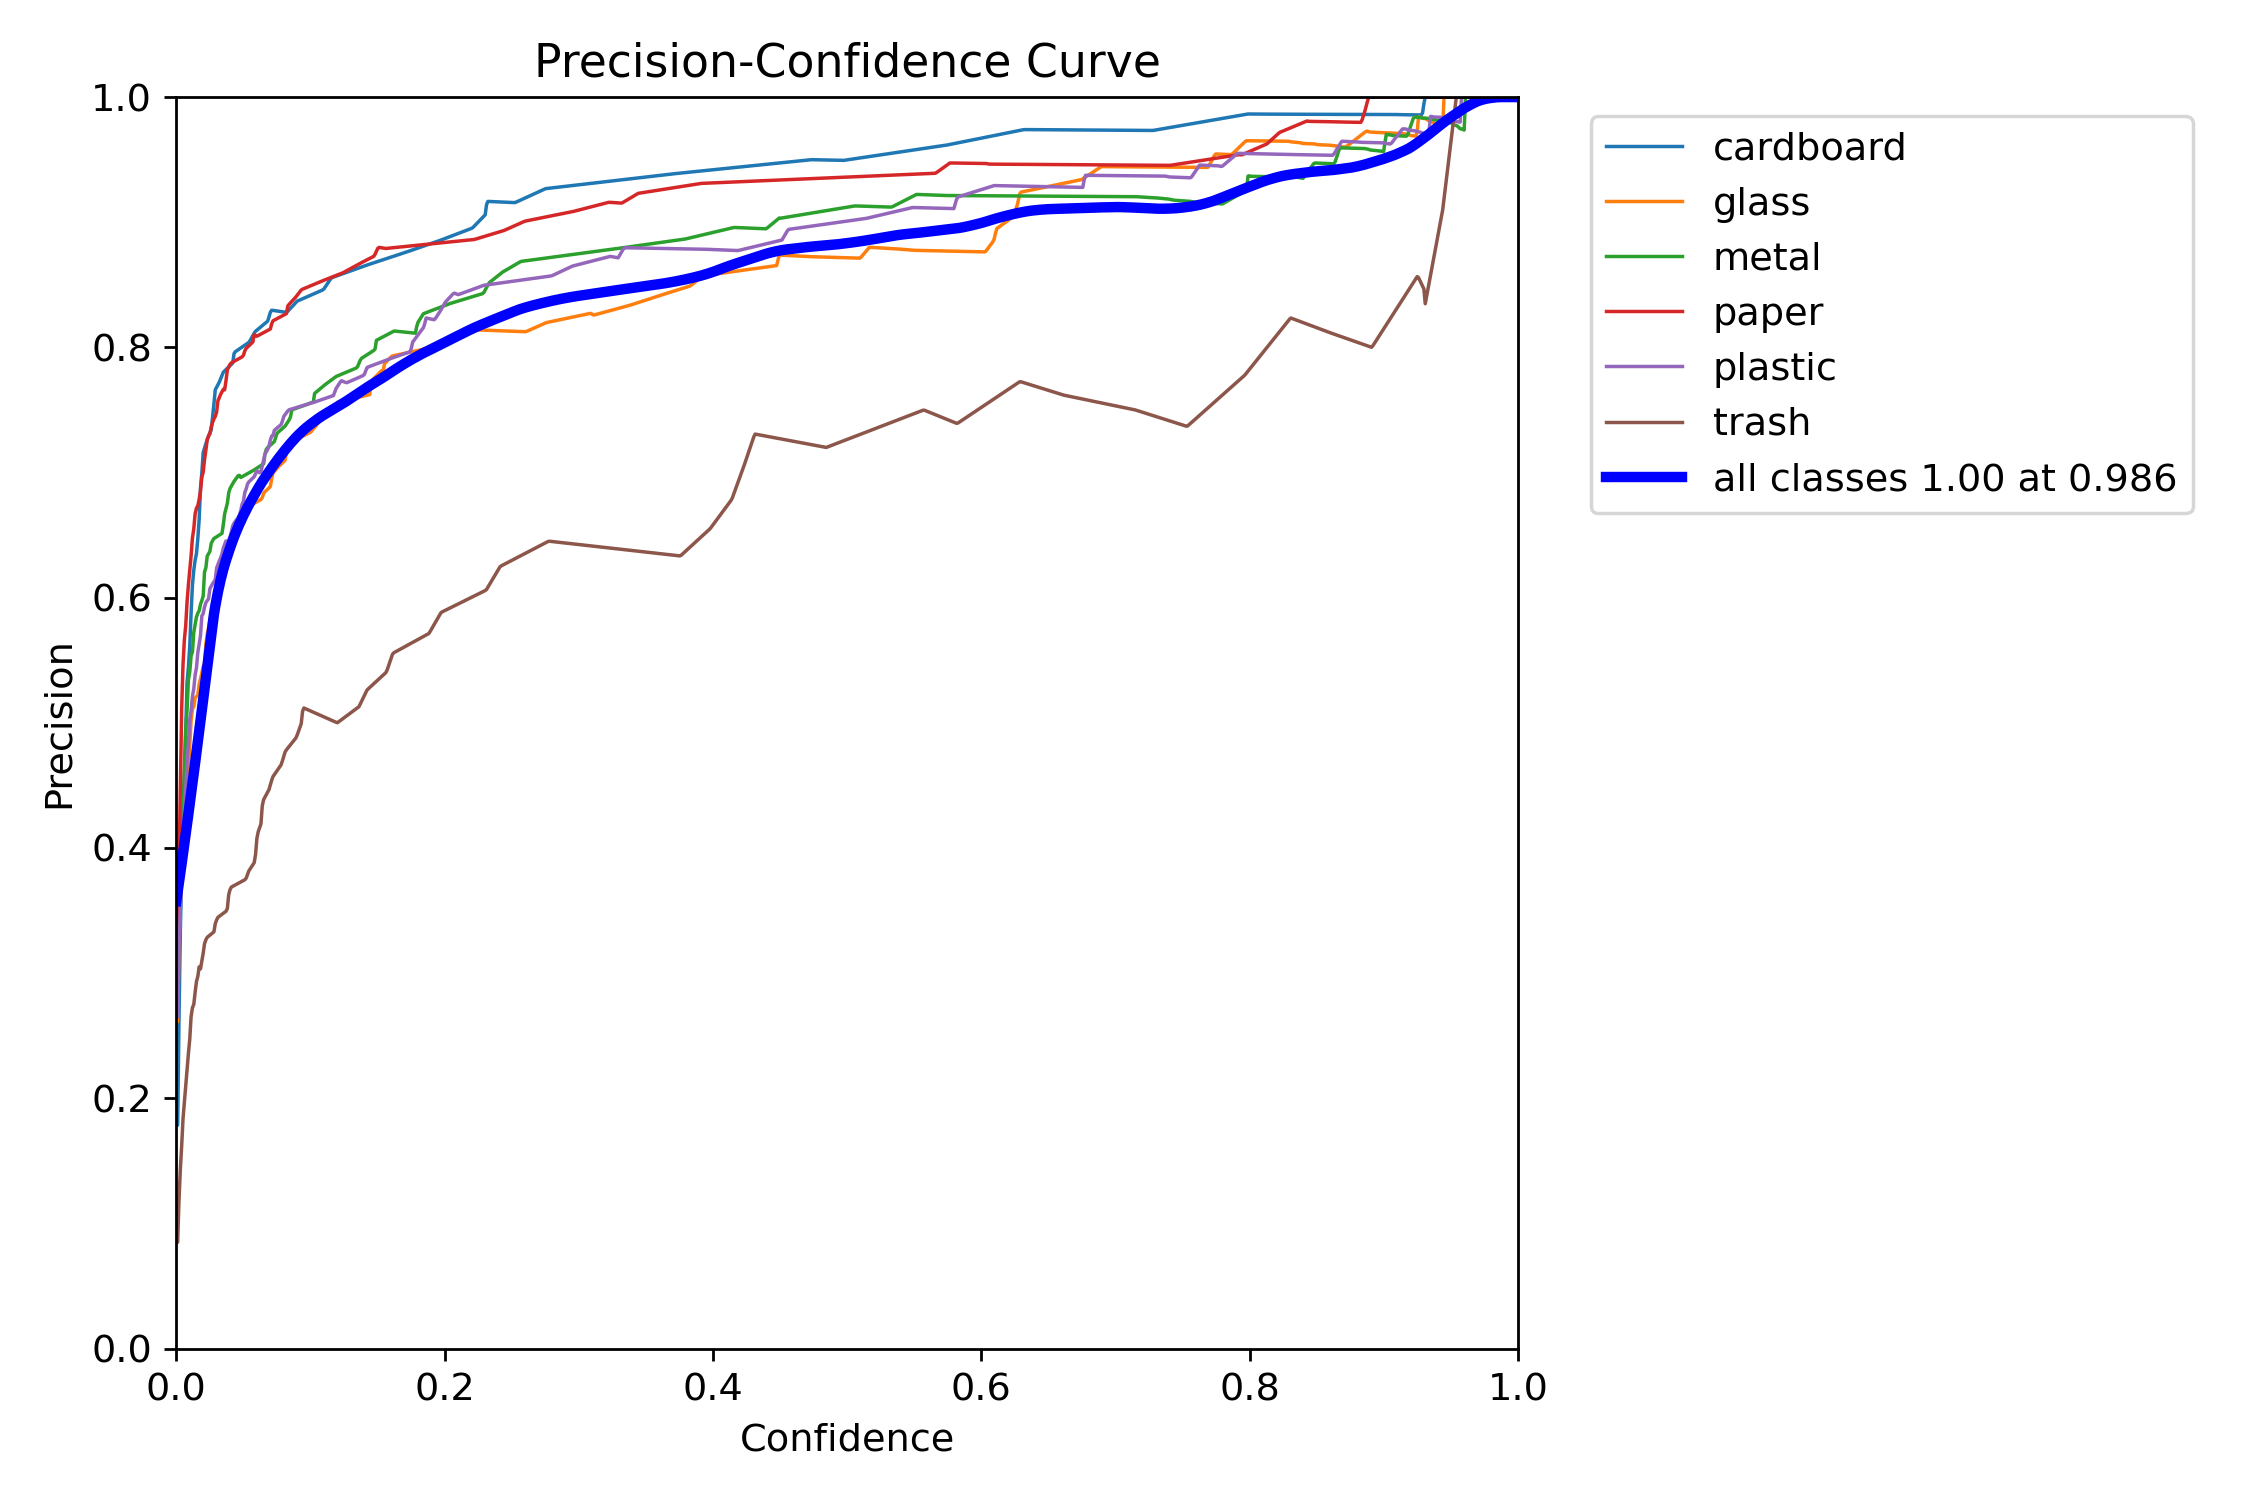 Precision-Confidence Curve
1.0
0.8
0.6
0.4
0.2
0.0
Precision
0.0 0.2 0.4 0.6 0.8 1.0
Confidence
cardboard
glass
metal
paper
plastic
trash
all classes 1.00 at 0.986